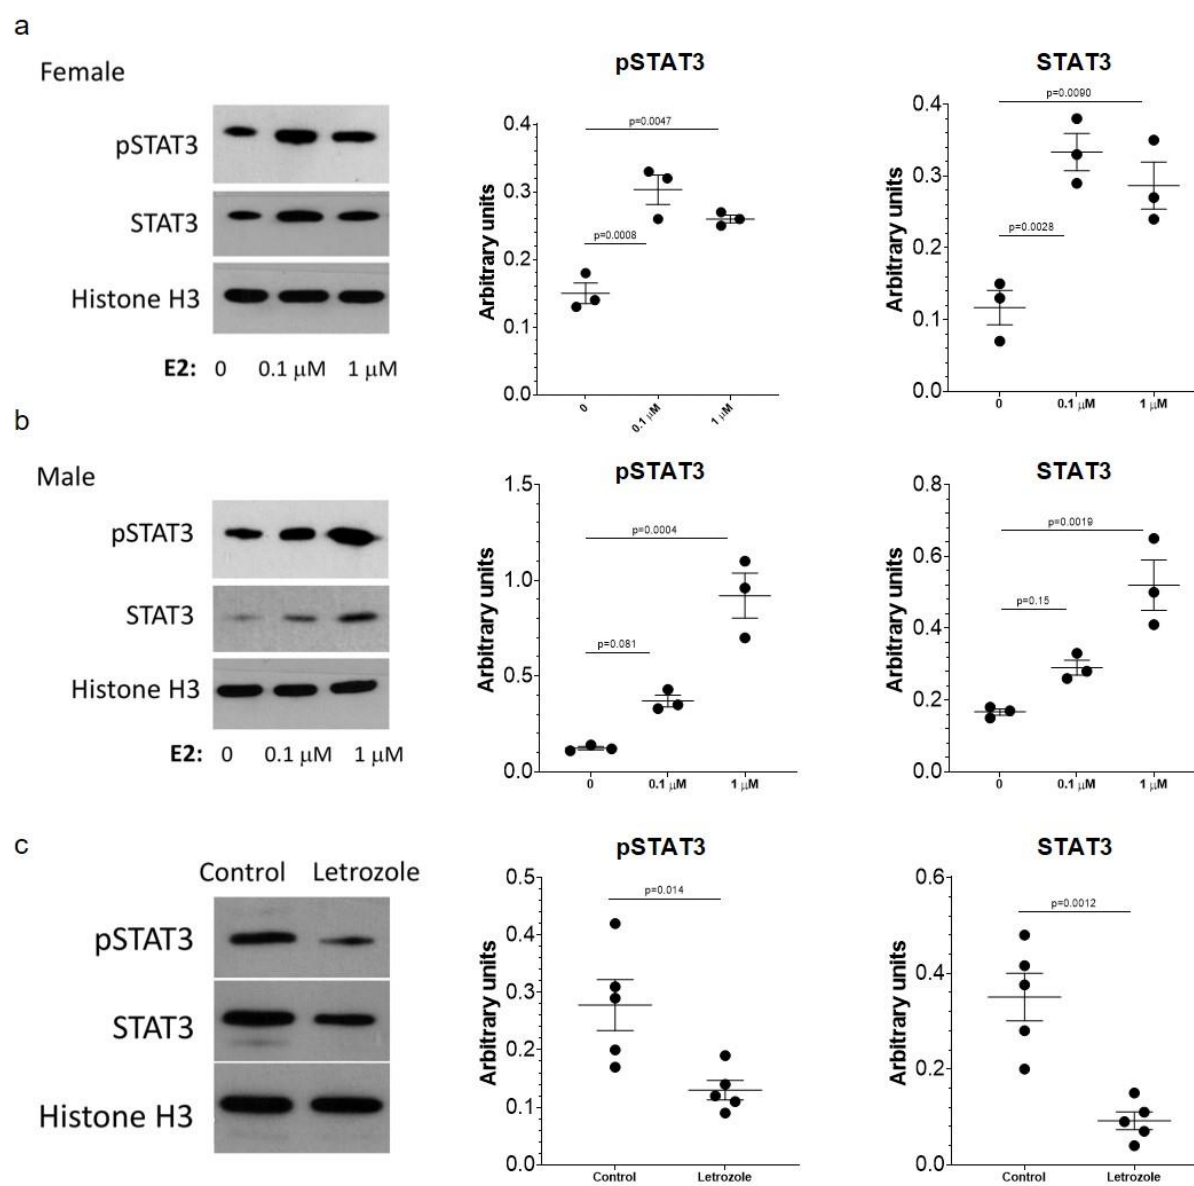 a
Female
pSTAT3
STAT3
Histone H3
E2: 0 0.1 μM 1 μM
pSTAT3
Arbitrary units
0.4
0.3
0.2
0.1
0.0
p=0.0047
p=0.0008
0 0.1 μM 1 μM
STAT3
Arbitrary units
0.4
0.3
0.2
0.1
0.0
p=0.0090
p=0.0028
0 0.1 μM 1 μM
b
Male
pSTAT3
STAT3
Histone H3
E2: 0 0.1 μM 1 μM
pSTAT3
Arbitrary units
1.5
1.0
0.5
0.0
p=0.0004
p=0.081
0 0.1 μM 1 μM
STAT3
Arbitrary units
0.8
0.6
0.4
0.2
0.0
p=0.0019
p=0.15
0 0.1 μM 1 μM
c
Control Letrozole
pSTAT3
STAT3
Histone H3
pSTAT3
Arbitrary units
0.5
0.4
0.3
0.2
0.1
0.0
p=0.014
Control Letrozole
STAT3
Arbitrary units
0.6
0.4
0.2
0.0
p=0.0012
Control Letrozole